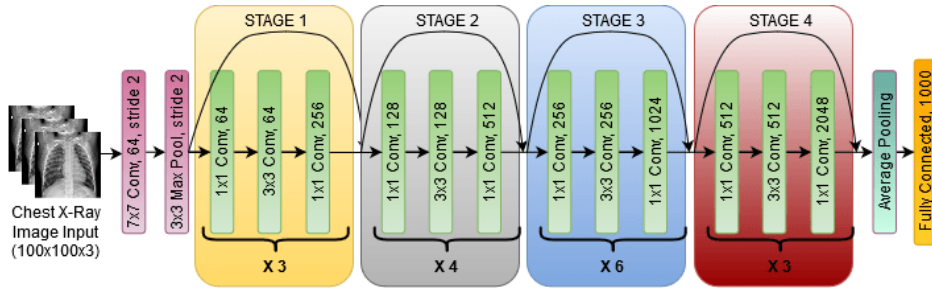 STAGE 1
STAGE 2
STAGE 3
STAGE 4
Chest X-Ray
Image Input
(100x100x3)
7x7 Conv, 64, stride 2
3x3 Max Pool, stride 2
1x1 Conv, 64
3x3 Conv, 64
1x1 Conv, 256
X 3
1x1 Conv, 128
3x3 Conv, 128
1x1 Conv, 512
X 4
1x1 Conv, 256
3x3 Conv, 256
1x1 Conv, 1024
X 6
1x1 Conv, 512
3x3 Conv, 512
1x1 Conv, 2048
X 3
Average Pooling
Fully Connected, 1000